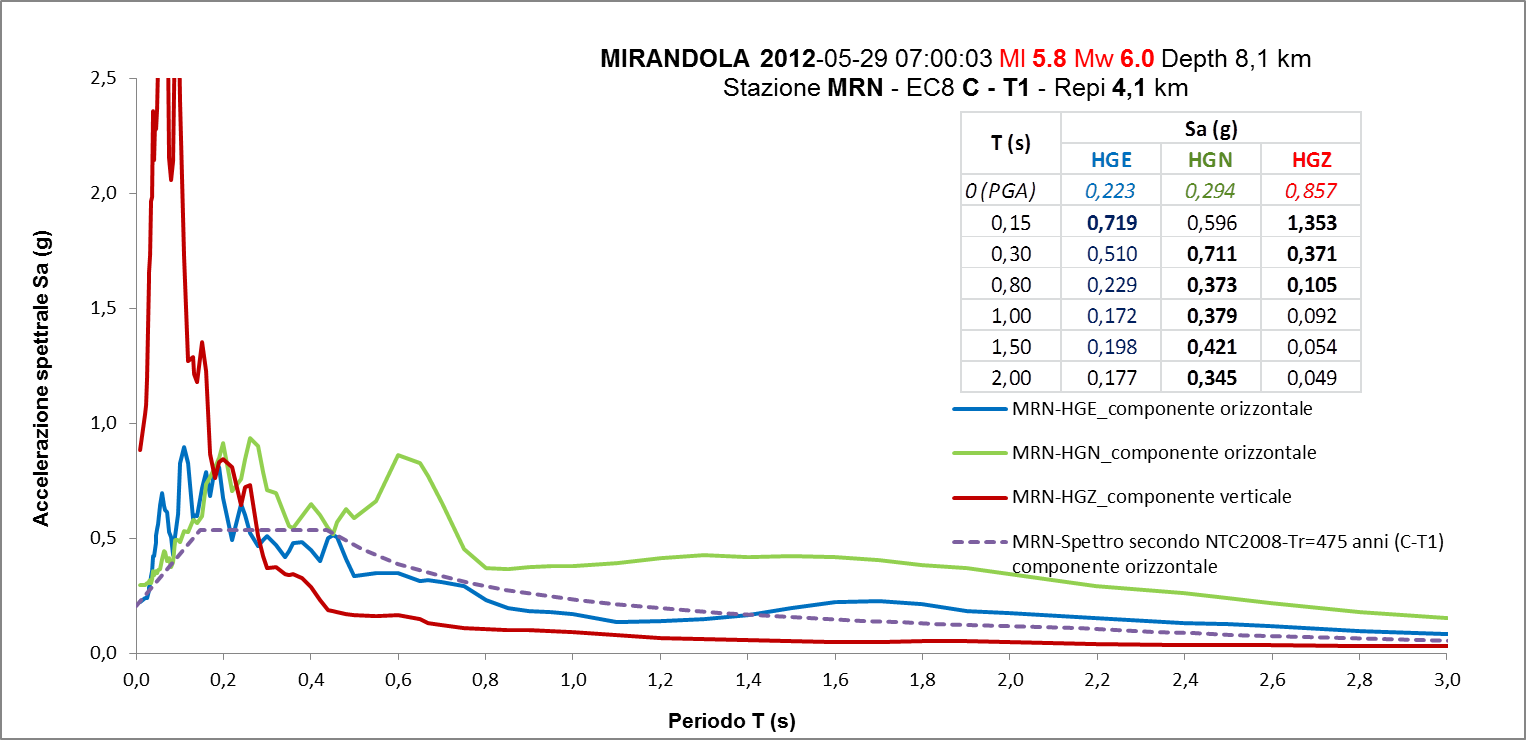 MIRANDOLA 2012-05-29 07:00:03 Ml 5.8 Mw 6.0 Depth 8,1 km
Stazione MRN - EC8 C - T1 - Repi 4,1 km
T (s) Sa (g)
HGE HGN HGZ
0 (PGA) 0,223 0,294 0,857
0,15 0,719 0,596 1,353
0,30 0,510 0,711 0,371
0,80 0,229 0,373 0,105
1,00 0,172 0,379 0,092
1,50 0,198 0,421 0,054
2,00 0,177 0,345 0,049
MRN-HGE_componente orizzontale
MRN-HGN_componente orizzontale
MRN-HGZ_componente verticale
MRN-Spettro secondo NTC2008-Tr=475 anni (C-T1)
componente orizzontale
Accelerazione spettrale Sa (g)
2,5
2,0
1,5
1,0
0,5
0,0
0,0 0,2 0,4 0,6 0,8 1,0 1,2 1,4 1,6 1,8 2,0 2,2 2,4 2,6 2,8 3,0
Periodo T (s)